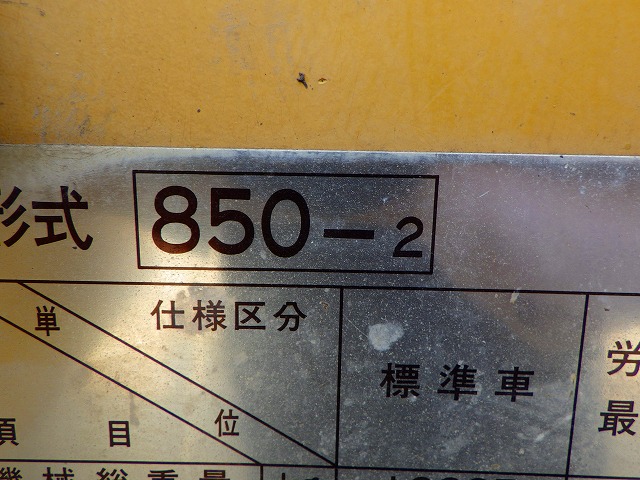 形式 850-2
仕様区分
単
標準車
労
最
位
項目
機械総重量